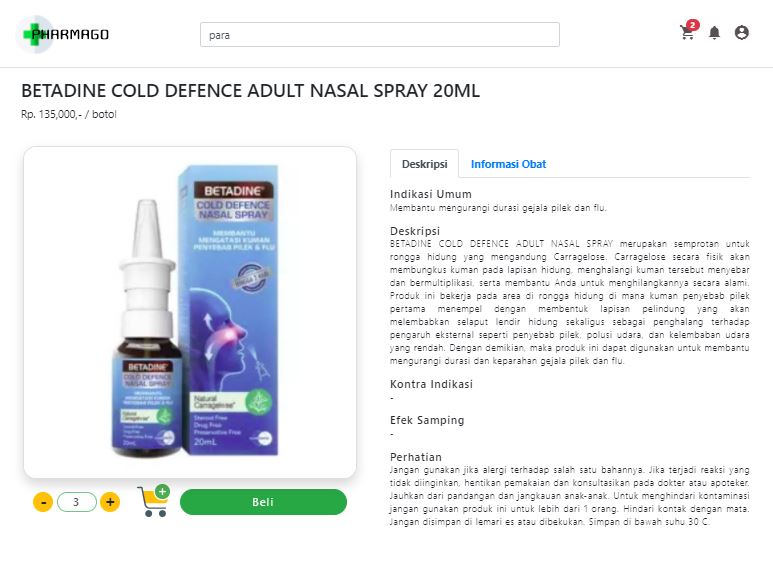 PHARMAGO
para
2
BETADINE COLD DEFENCE ADULT NASAL SPRAY 20ML
Rp. 135,000,- / botol
BETADINE®
COLD DEFENCE
NASAL SPRAY
MEMBANTU
MENGATASI KUMAN
PENYEBAB PILEK & FLU
BETADINE®
COLD DEFENCE
NASAL SPRAY
Natural
Carragelose®
Steroid Free
Drug Free
Preservative Free
20mL
-
3
+
Beli
Deskripsi
Informasi Obat
Indikasi Umum
Membantu mengurangi durasi gejala pilek dan flu.
Deskripsi
BETADINE COLD DEFENCE ADULT NASAL SPRAY merupakan semprotan untuk
rongga hidung yang mengandung Carragelose. Carragelose secara fisik akan
membungkus kuman pada lapisan hidung, menghalangi kuman tersebut menyebar
dan bermultiplikasi, serta membantu Anda untuk menghilangkannya secara alami.
Produk ini bekerja pada area di rongga hidung di mana kuman penyebab pilek
pertama menempel dengan membentuk lapisan pelindung yang akan
melembabkan selaput lendir hidung sekaligus sebagai penghalang terhadap
pengaruh eksternal seperti penyebab pilek, polusi udara, dan kelembaban udara
yang rendah. Dengan demikian, maka produk ini dapat digunakan untuk membantu
mengurangi durasi dan keparahan gejala pilek dan flu.
Kontra Indikasi
-
Efek Samping
-
Perhatian
Jangan gunakan jika alergi terhadap salah satu bahannya. Jika terjadi reaksi yang
tidak diinginkan, hentikan pemakaian dan konsultasikan pada dokter atau apoteker.
Jauhkan dari pandangan dan jangkauan anak-anak. Untuk menghindari kontaminasi
jangan gunakan produk ini untuk lebih dari 1 orang. Hindari kontak dengan mata.
Jangan disimpan di lemari es atau dibekukan. Simpan di bawah suhu 30 C.